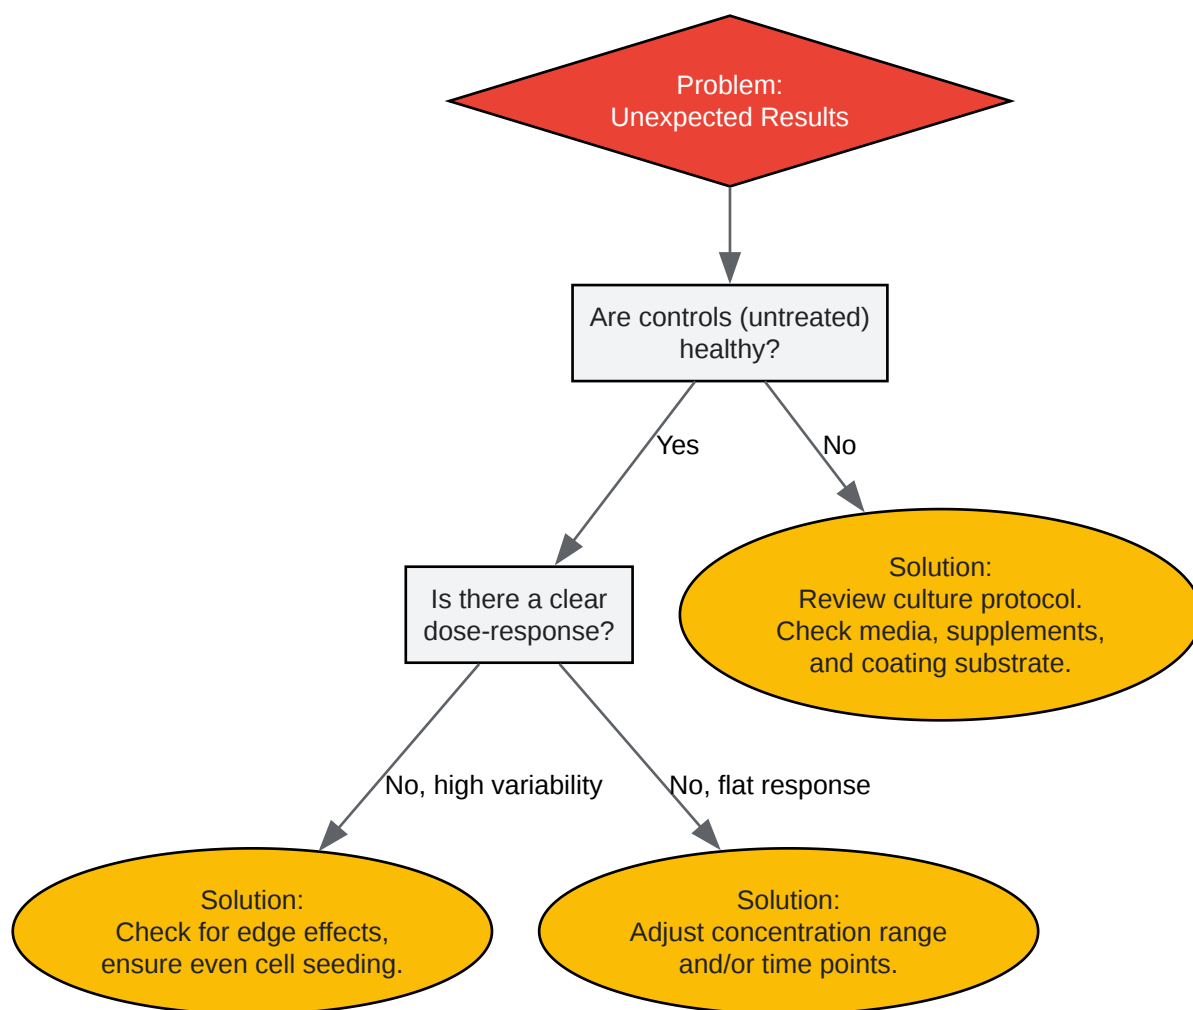 Problem:
Unexpected Results
Are controls (untreated)
healthy?
Yes
No
Solution:
Review culture protocol.
Check media, supplements,
and coating substrate.
Is there a clear
dose-response?
No, high variability
No, flat response
Solution:
Check for edge effects,
ensure even cell seeding.
Solution:
Adjust concentration range
and/or time points.